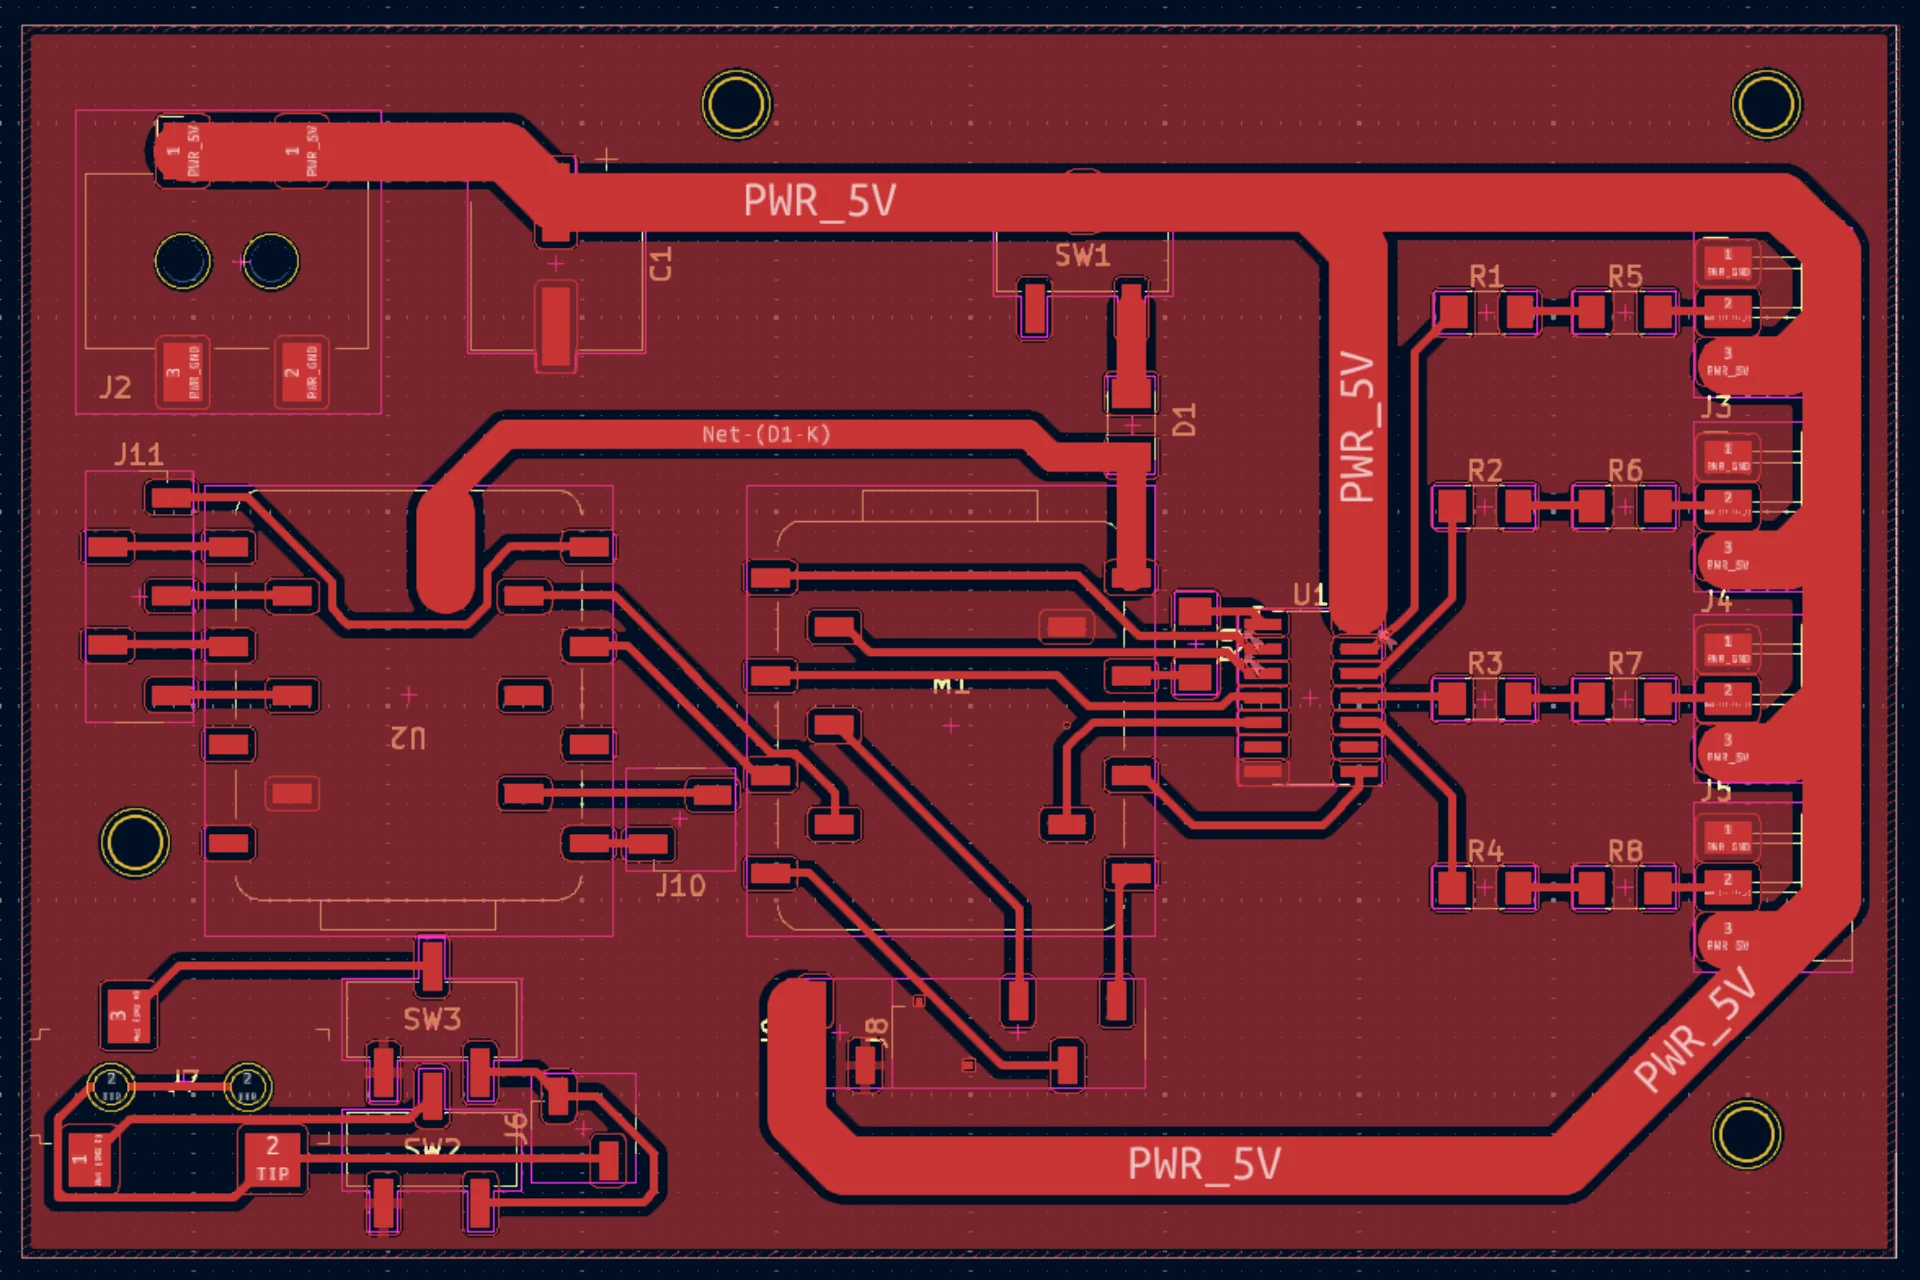 1
PWR_5V
1
PWR_5V
PWR_5V
C1
SW1
3
PWR_GND
2
PWR_GND
J2
D1
PWR_5V
R1
R5
1
PWR_GND
2
3
PWR_5V
J3
Net-(D1-K)
J11
R2
R6
1
PWR_GND
2
3
PWR_5V
J4
U1
M1
U2
R3
R7
1
PWR_GND
2
3
PWR_5V
J5
J10
R4
R8
1
PWR_GND
2
3
PWR_5V
PWR_5V
3
SW3
J8
2
TIP
J7
2
TIP
1
2
TIP
SW2
J6
PWR_5V